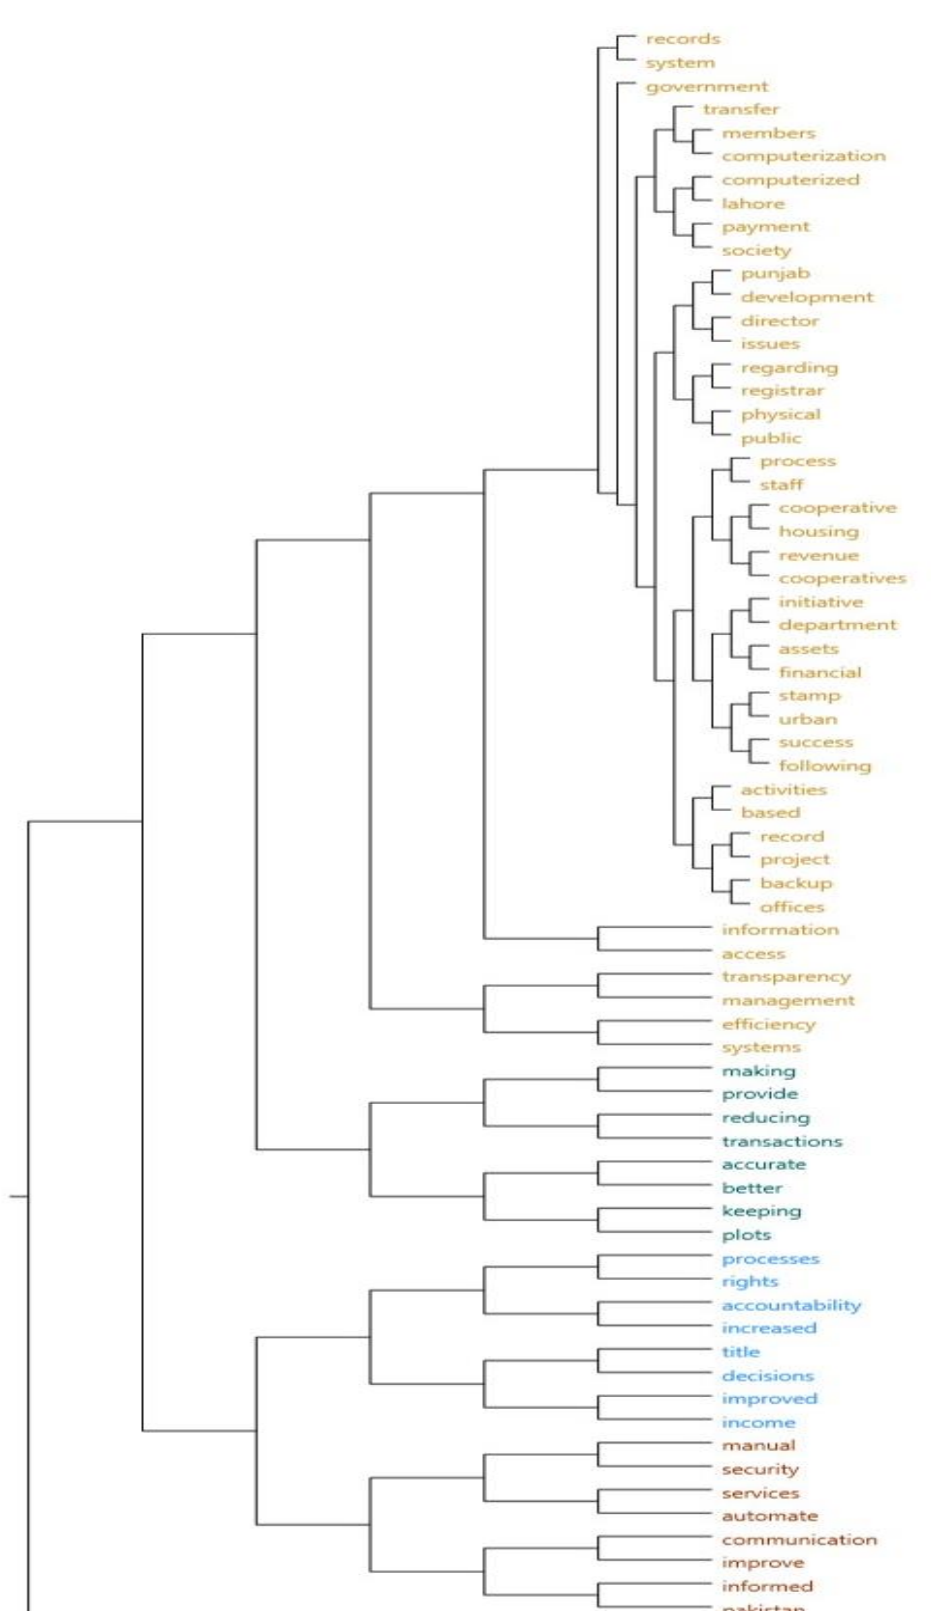 records
system
government
transfer
members
computerization
computerized
lahore
payment
society
punjab
development
director
issues
regarding
registrar
physical
public
process
staff
cooperative
housing
revenue
cooperatives
initiative
department
assets
financial
stamp
urban
success
following
activities
based
record
project
backup
offices
information
access
transparency
management
efficiency
systems
making
provide
reducing
transactions
accurate
better
keeping
plots
processes
rights
accountability
increased
title
decisions
improved
income
manual
security
services
automate
communication
improve
informed
pakistan